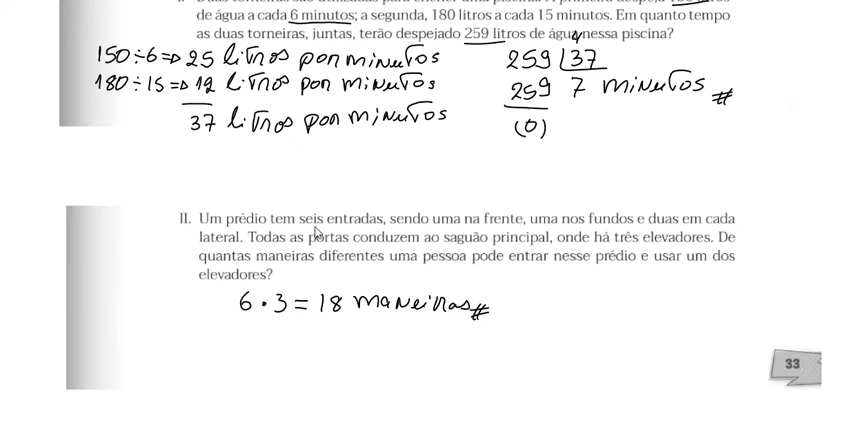 de água a cada 6 minutos; a segunda, 180 litros a cada 15 minutos. Em quanto tempo
as duas torneiras, juntas, terão despejado 259 litros de água nessa piscina?
150 ÷ 6 => 25 litros por minutos
180 ÷ 15 => 12 litros por minutos
37 litros por minutos
4
259 37
259 7 minutos #
(0)
II. Um prédio tem seis entradas, sendo uma na frente, uma nos fundos e duas em cada
lateral. Todas as portas conduzem ao saguão principal, onde há três elevadores. De
quantas maneiras diferentes uma pessoa pode entrar nesse prédio e usar um dos
elevadores?
6 · 3 = 18 maneiras #
33